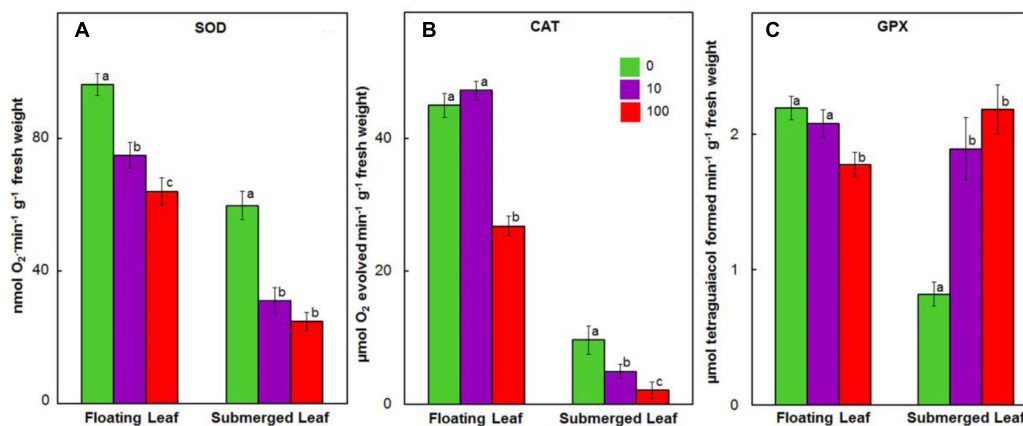 A
SOD
nmol O₂·min⁻¹ g⁻¹ fresh weight
80
40
0
a
b
c
a
b
b
Floating Leaf
Submerged Leaf
B
CAT
µmol O₂ evolved min⁻¹ g⁻¹ fresh weight)
40
20
0
0
10
100
a
a
b
a
b
c
Floating Leaf
Submerged Leaf
C
GPX
µmol tetraguaiacol formed min⁻¹ g⁻¹ fresh weight
2
1
0
a
a
b
a
b
b
Floating Leaf
Submerged Leaf